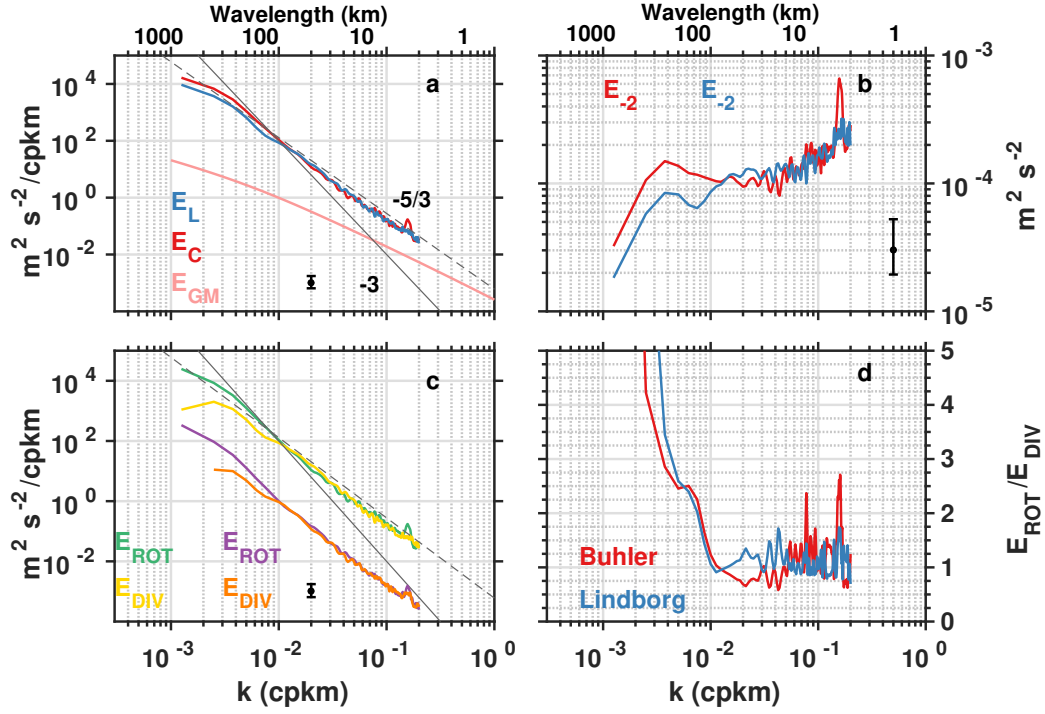 Wavelength (km)
Wavelength (km)
1000 100 10 1
1000 100 10 1
m² s⁻²/cpkm
10⁴
10²
10⁰
10⁻²
a
-5/3
-3
E_L
E_C
E_GM
b
E_-2 E_-2
10⁻³
10⁻⁴
10⁻⁵
m² s⁻²
m² s⁻²/cpkm
10⁴
10²
10⁰
10⁻²
c
E_ROT E_ROT
E_DIV E_DIV
10⁻³ 10⁻² 10⁻¹ 10⁰
k (cpkm)
d
Buhler
Lindborg
5
4
3
2
1
0
E_ROT/E_DIV
10⁻³ 10⁻² 10⁻¹ 10⁰
k (cpkm)